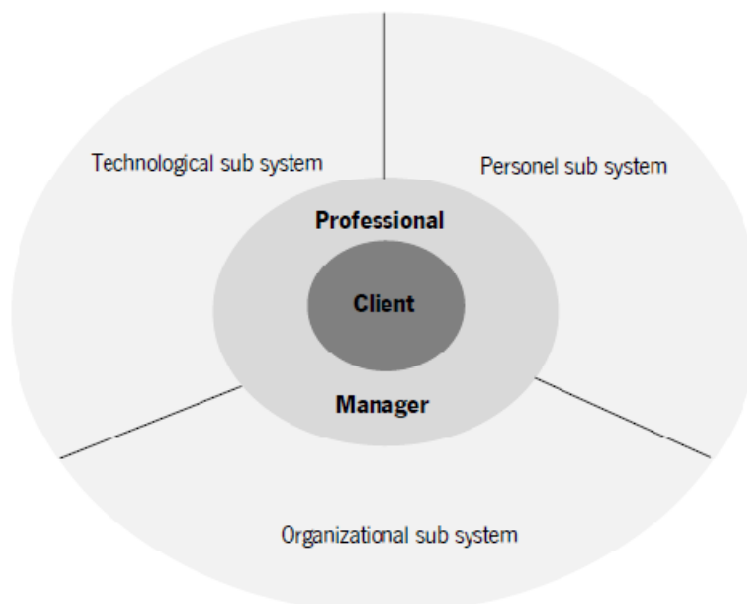 Technological sub system
Personel sub system
Professional
Client
Manager
Organizational sub system